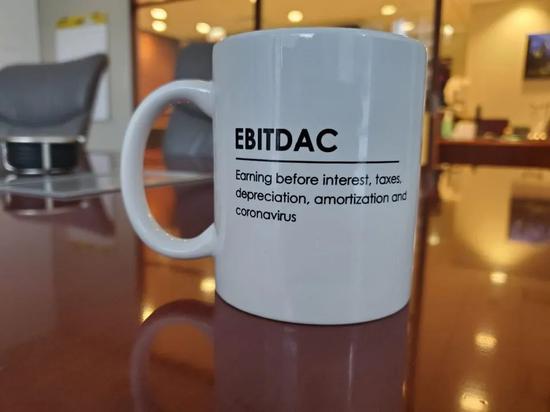 EBITDAC
Earning before interest, taxes,
depreciation, amortization and
coronavirus